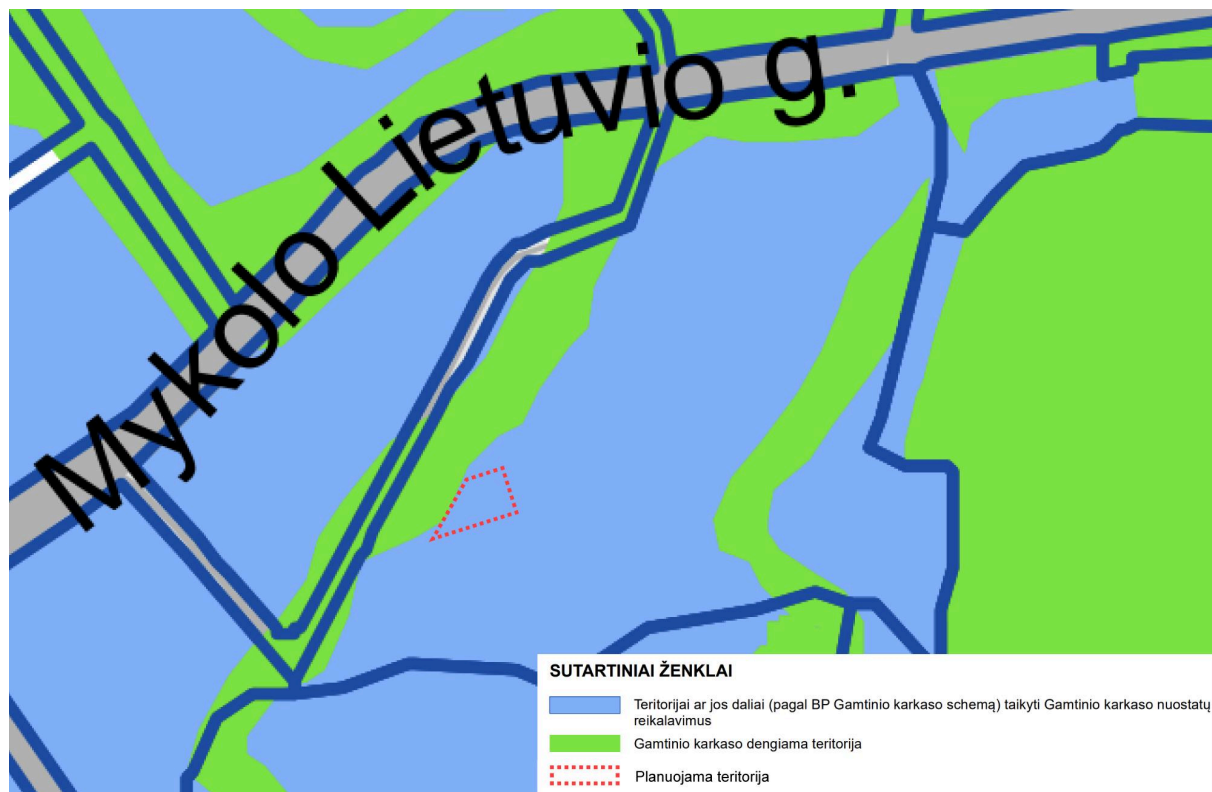 Mykolo Lietuvio g.
SUTARTINIAI ŽENKLAI
Teritorijai ar jos daliai (pagal BP Gamtinio karkaso schemą) taikyti Gamtinio karkaso nuostatų
reikalavimus
Gamtinio karkaso dengiama teritorija
Planuojama teritorija